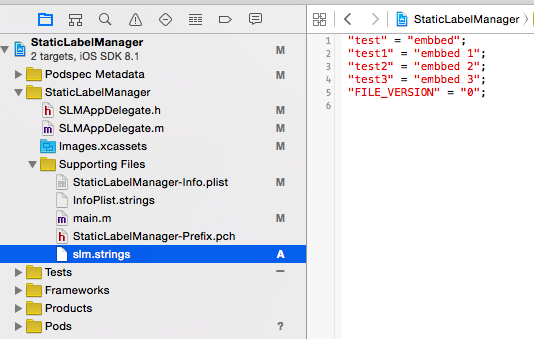 StaticLabelManager
M
2 targets, iOS SDK 8.1
Podspec Metadata
M
StaticLabelManager
M
h
SLMAppDelegate.h
M
m
SLMAppDelegate.m
M
Images.xcassets
M
Supporting Files
StaticLabelManager-Info.plist
M
InfoPlist.strings
m
main.m
M
h
StaticLabelManager-Prefix.pch
slm.strings
A
Tests
Frameworks
Products
Pods
?
StaticLabelManager
1 "test" = "embbed";
2 "test1" = "embbed 1";
3 "test2" = "embbed 2";
4 "test3" = "embbed 3";
5 "FILE_VERSION" = "0";
6